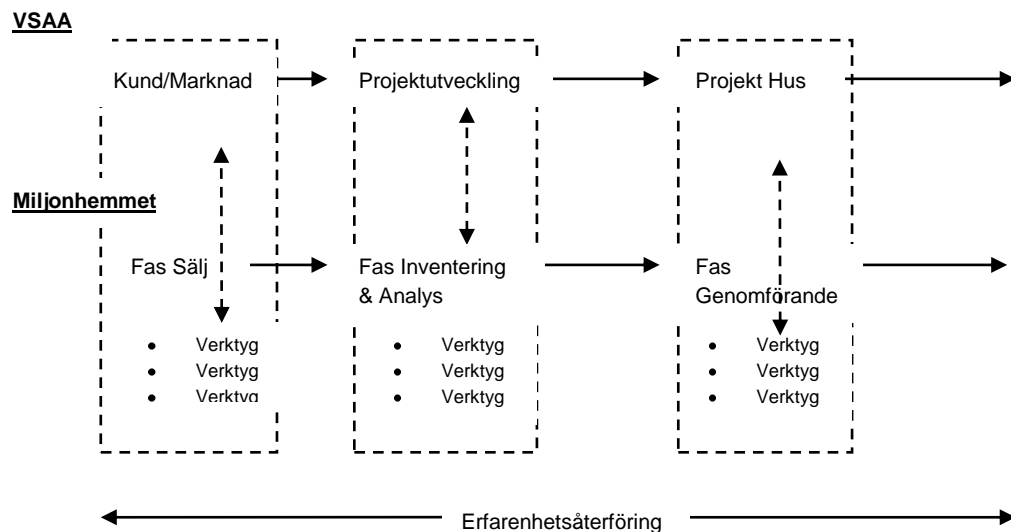 VSAA
Kund/Marknad
Projektutveckling
Projekt Hus
Miljonhemmet
Fas Sälj
Fas Inventering
& Analys
Fas
Genomförande
• Verktyg
• Verktyg
• Verktyg
• Verktyg
• Verktyg
• Verktyg
• Verktyg
• Verktyg
• Verktyg
Erfarenhetsåterföring